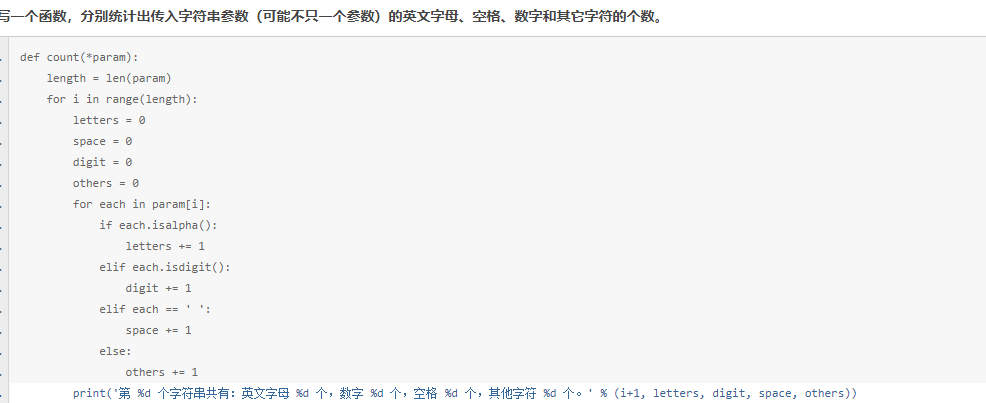 写一个函数，分别统计出传入字符串参数（可能不只一个参数）的英文字母、空格、数字和其它字符的个数。
def count(*param):
    length = len(param)
    for i in range(length):
        letters = 0
        space = 0
        digit = 0
        others = 0
        for each in param[i]:
            if each.isalpha():
                letters += 1
            elif each.isdigit():
                digit += 1
            elif each == ' ':
                space += 1
            else:
                others += 1
        print('第 %d 个字符串共有：英文字母 %d 个，数字 %d 个，空格 %d 个，其他字符 %d 个。' % (i+1, letters, digit, space, others))